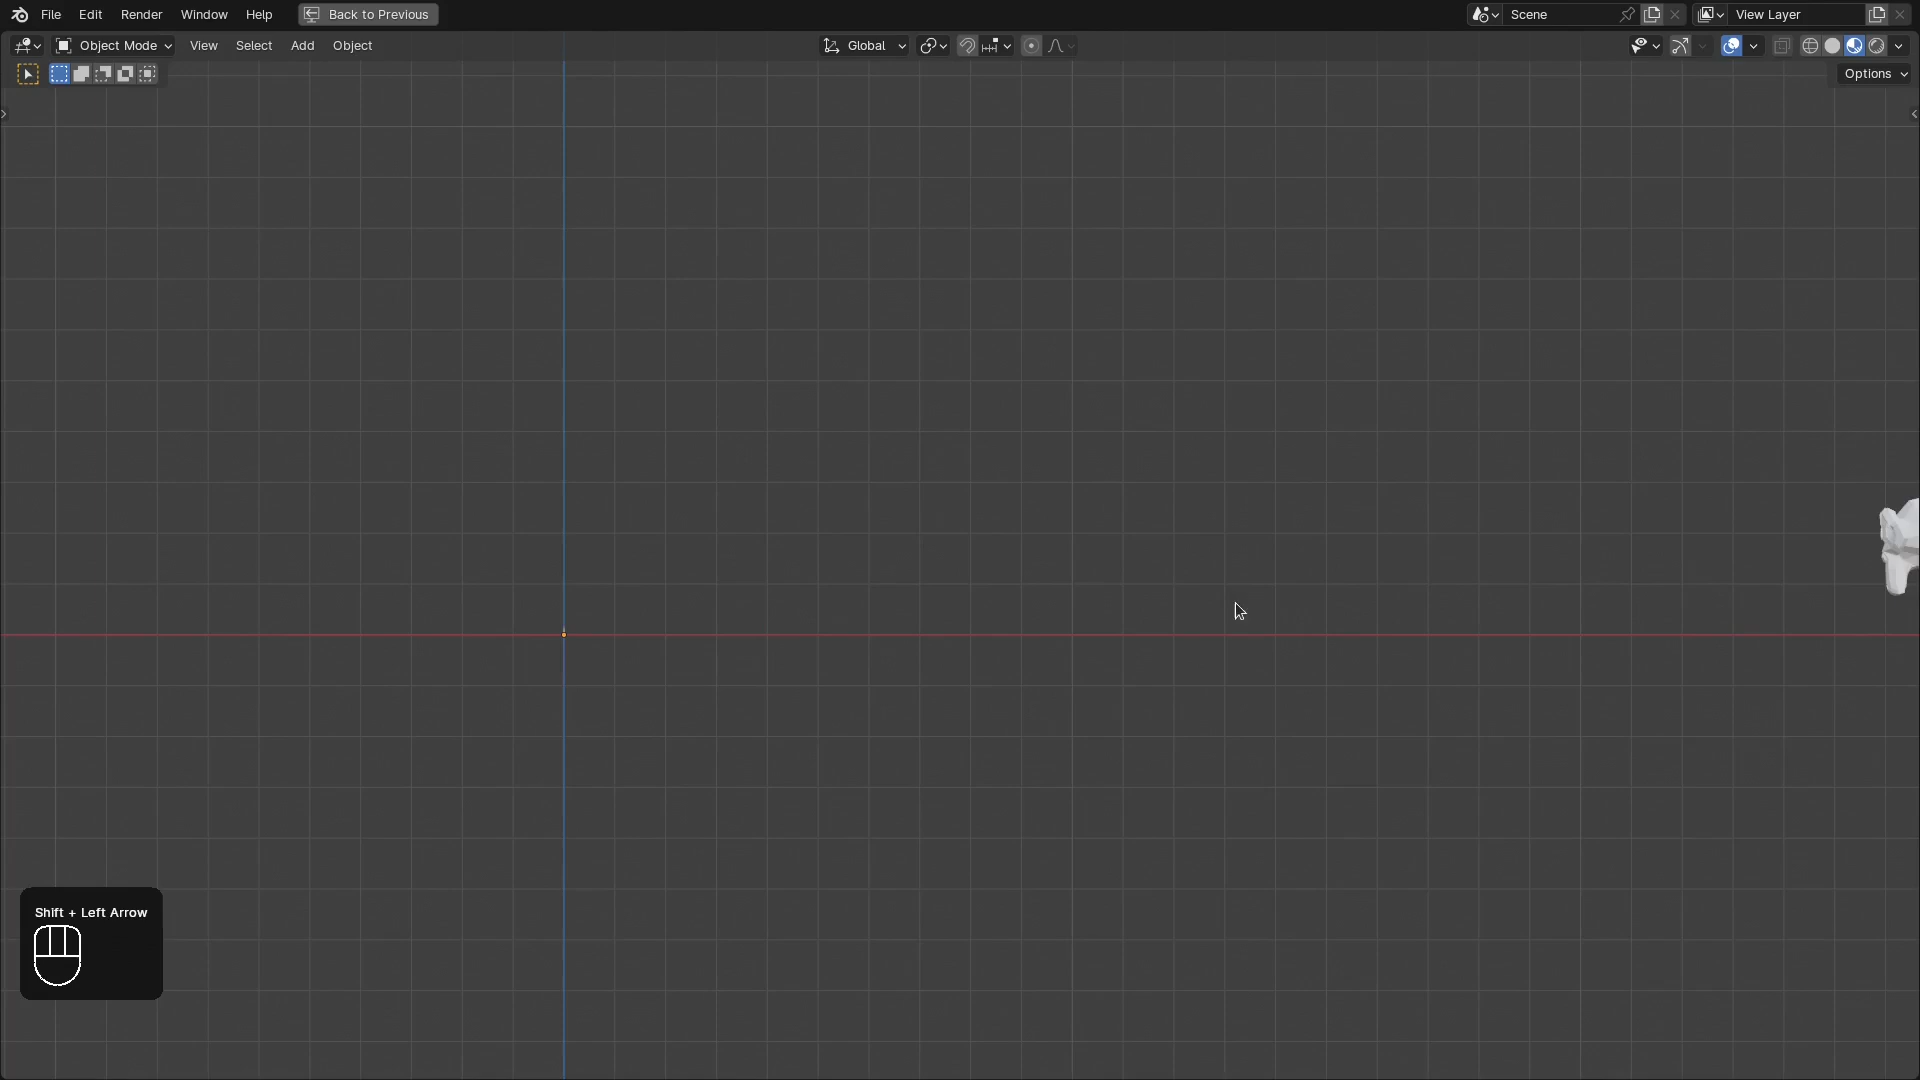 File Edit Render Window Help Back to Previous Scene View Layer
Object Mode View Select Add Object Global
Options
Shift + Left Arrow